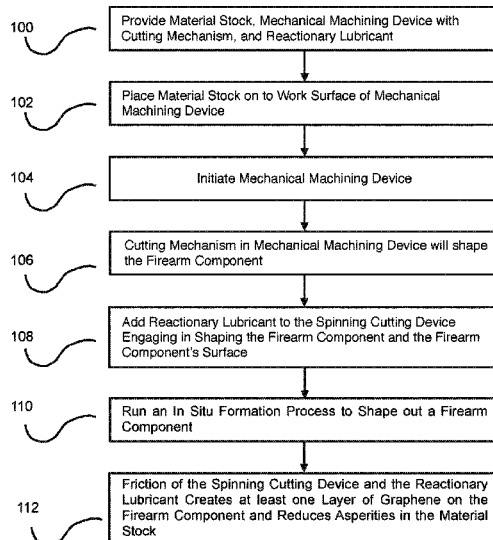 100
Provide Material Stock, Mechanical Machining Device with
Cutting Mechanism, and Reactionary Lubricant
102
Place Material Stock on to Work Surface of Mechanical
Machining Device
104
Initiate Mechanical Machining Device
106
Cutting Mechanism in Mechanical Machining Device will shape
the Firearm Component
108
Add Reactionary Lubricant to the Spinning Cutting Device
Engaging in Shaping the Firearm Component and the Firearm
Component's Surface
110
Run an In Situ Formation Process to Shape out a Firearm
Component
112
Friction of the Spinning Cutting Device and the Reactionary
Lubricant Creates at least one Layer of Graphene on the
Firearm Component and Reduces Asperities in the Material
Stock